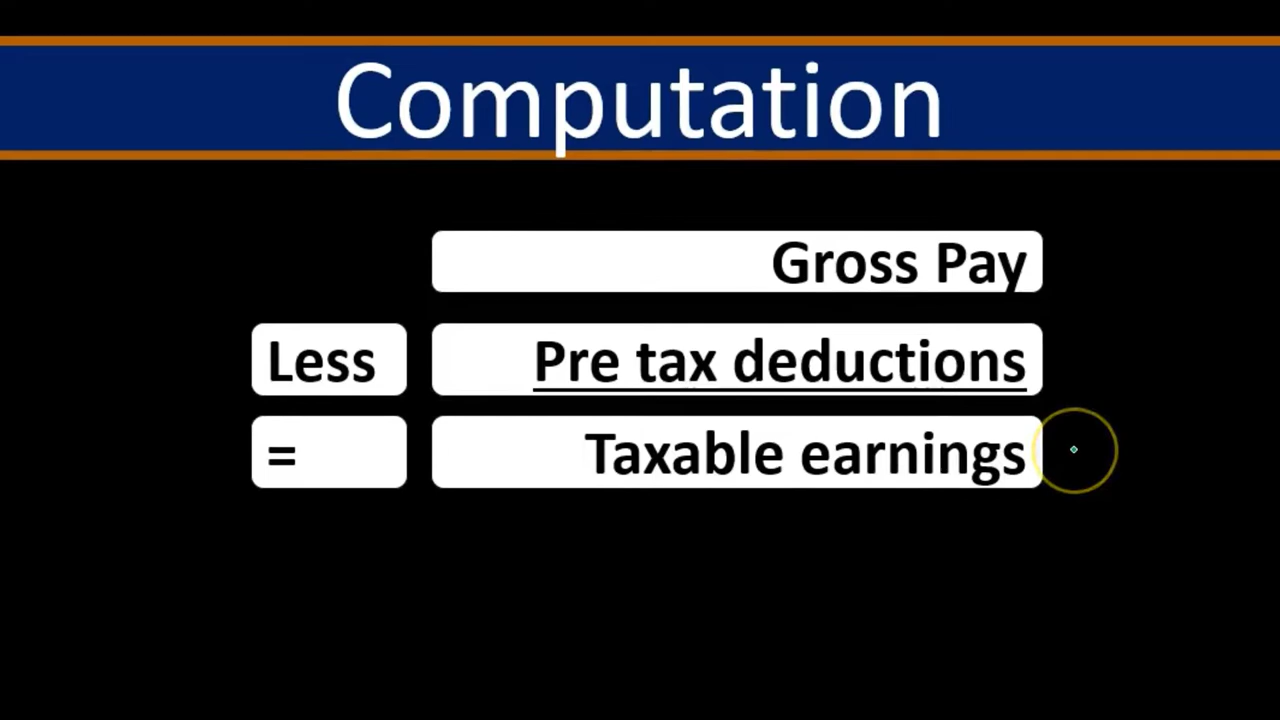 Computation
Gross Pay
Less Pre tax deductions
= Taxable earnings